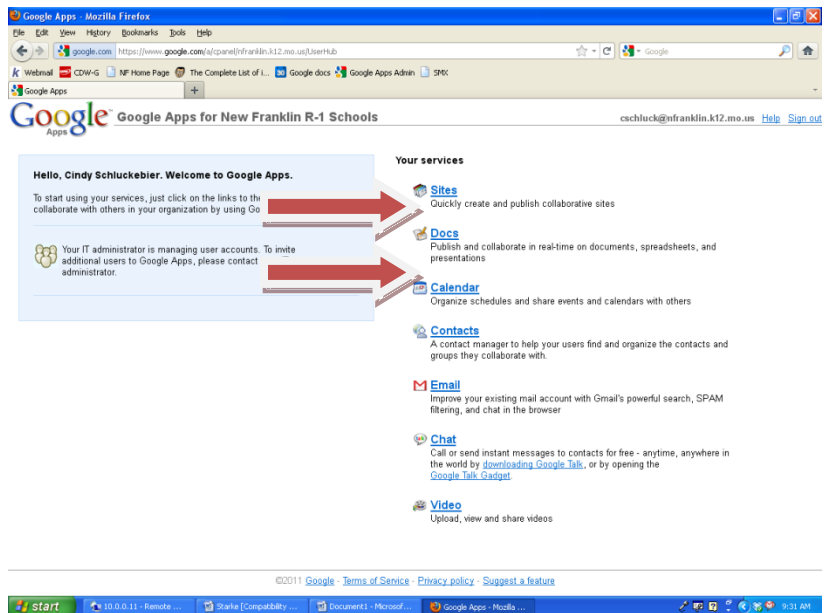 Google Apps - Mozilla Firefox
File Edit View History Bookmarks Tools Help
google.com https://www.google.com/a/cpanel/nfranklin.k12.mo.us/UserHub
Google
Webmail CDW-G NF Home Page The Complete List of i... Google docs Google Apps Admin SMX
Google Apps
Google Apps Google Apps for New Franklin R-1 Schools
cschluck@nfranklin.k12.mo.us Help Sign out
Hello, Cindy Schluckebier. Welcome to Google Apps.
To start using your services, just click on the links to the
collaborate with others in your organization by using Go
Your IT administrator is managing user accounts. To invite
additional users to Google Apps, please contact
administrator.
Your services
Sites
Quickly create and publish collaborative sites
Docs
Publish and collaborate in real-time on documents, spreadsheets, and
presentations
Calendar
Organize schedules and share events and calendars with others
Contacts
A contact manager to help your users find and organize the contacts and
groups they collaborate with.
Email
Improve your existing mail account with Gmail's powerful search, SPAM
filtering, and chat in the browser
Chat
Call or send instant messages to contacts for free - anytime, anywhere in
the world by downloading Google Talk, or by opening the
Google Talk Gadget.
Video
Upload, view and share videos
©2011 Google - Terms of Service - Privacy policy - Suggest a feature
start 10.0.0.11 - Remote ... Starke [Compatibility ... Document1 - Microsof... Google Apps - Mozilla ... 9:31 AM